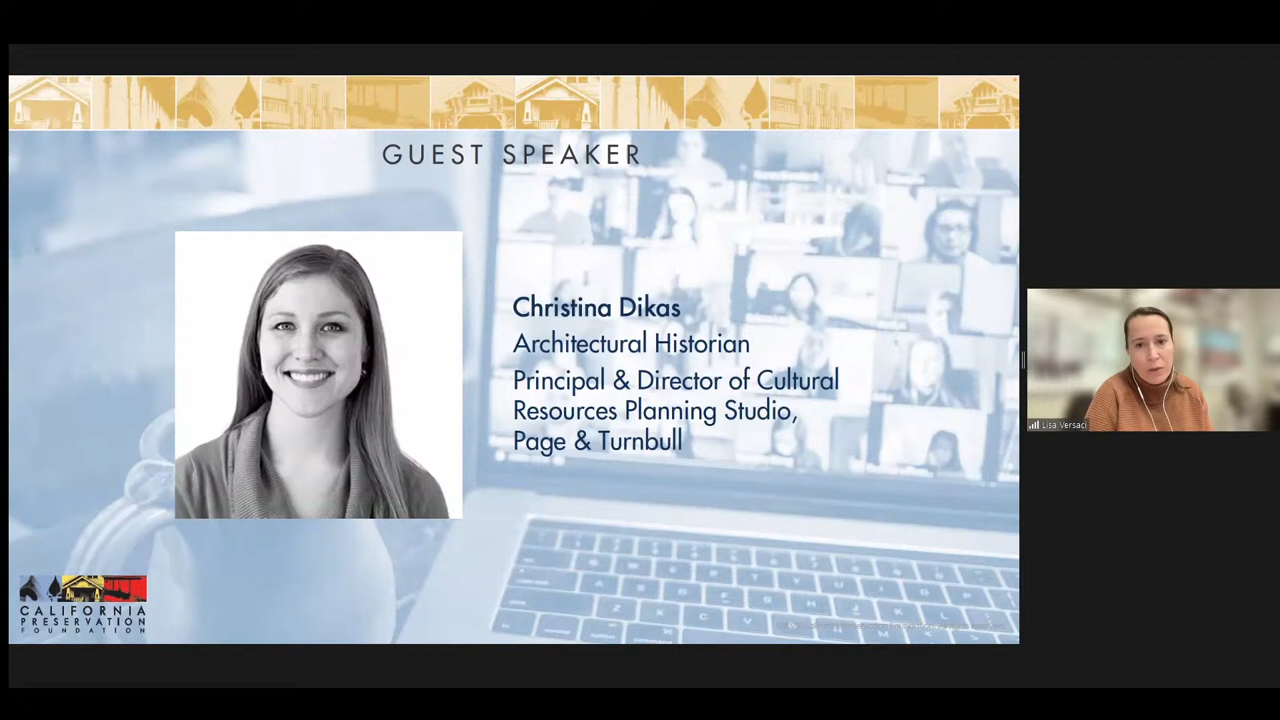 GUEST SPEAKER
Christina Dikas
Architectural Historian
Principal & Director of Cultural
Resources Planning Studio,
Page & Turnbull
Lisa Versaci
CALIFORNIA
PRESERVATION
FOUNDATION